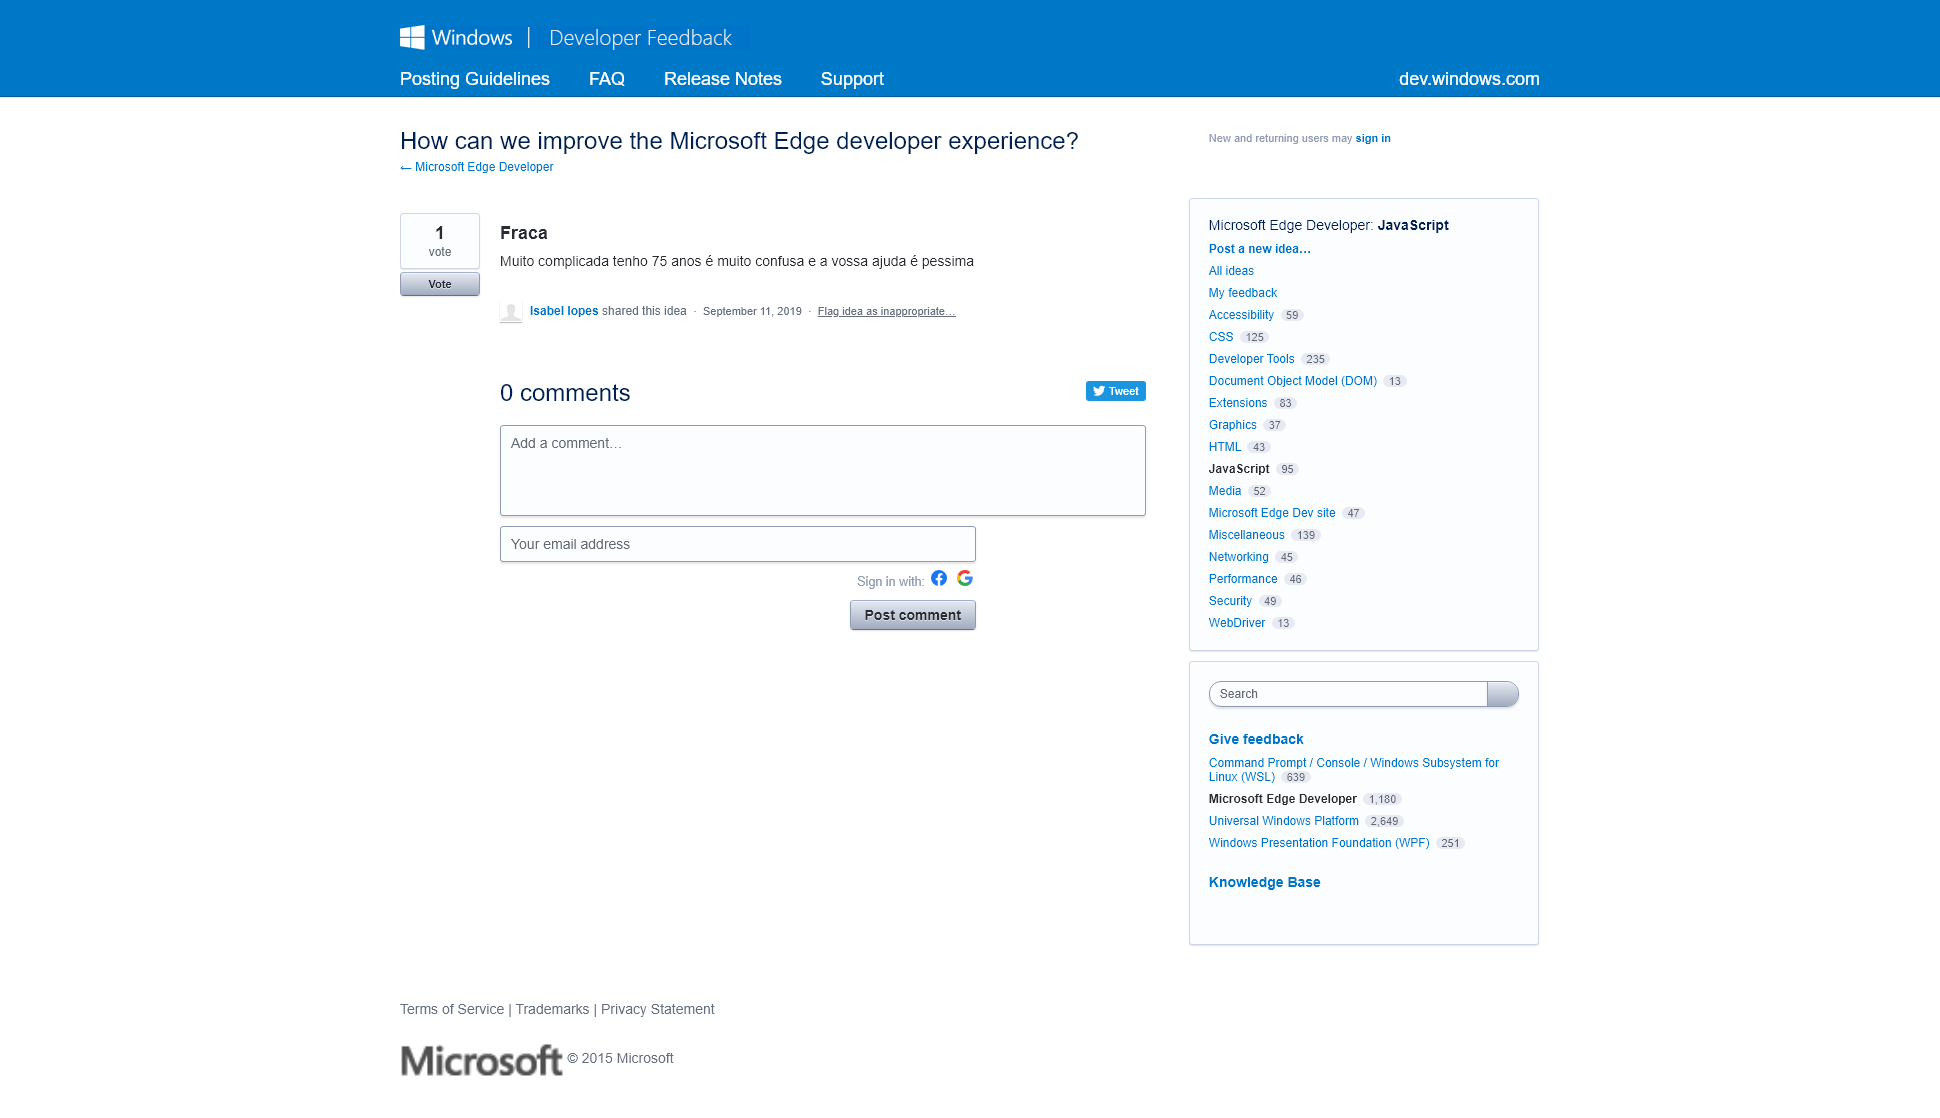 Windows | Developer Feedback
Posting Guidelines FAQ Release Notes Support dev.windows.com
How can we improve the Microsoft Edge developer experience?
← Microsoft Edge Developer
New and returning users may sign in
1
vote
Vote
Fraca
Muito complicada tenho 75 anos é muito confusa e a vossa ajuda é pessima
Isabel lopes shared this idea · September 11, 2019 · Flag idea as inappropriate…
0 comments
Tweet
Add a comment…
Your email address
Sign in with:
Post comment
Microsoft Edge Developer: JavaScript
Post a new idea…
All ideas
My feedback
Accessibility 59
CSS 125
Developer Tools 235
Document Object Model (DOM) 13
Extensions 83
Graphics 37
HTML 43
JavaScript 95
Media 52
Microsoft Edge Dev site 47
Miscellaneous 139
Networking 45
Performance 46
Security 49
WebDriver 13
Search
Give feedback
Command Prompt / Console / Windows Subsystem for
Linux (WSL) 639
Microsoft Edge Developer 1,180
Universal Windows Platform 2,649
Windows Presentation Foundation (WPF) 251
Knowledge Base
Terms of Service | Trademarks | Privacy Statement
Microsoft © 2015 Microsoft